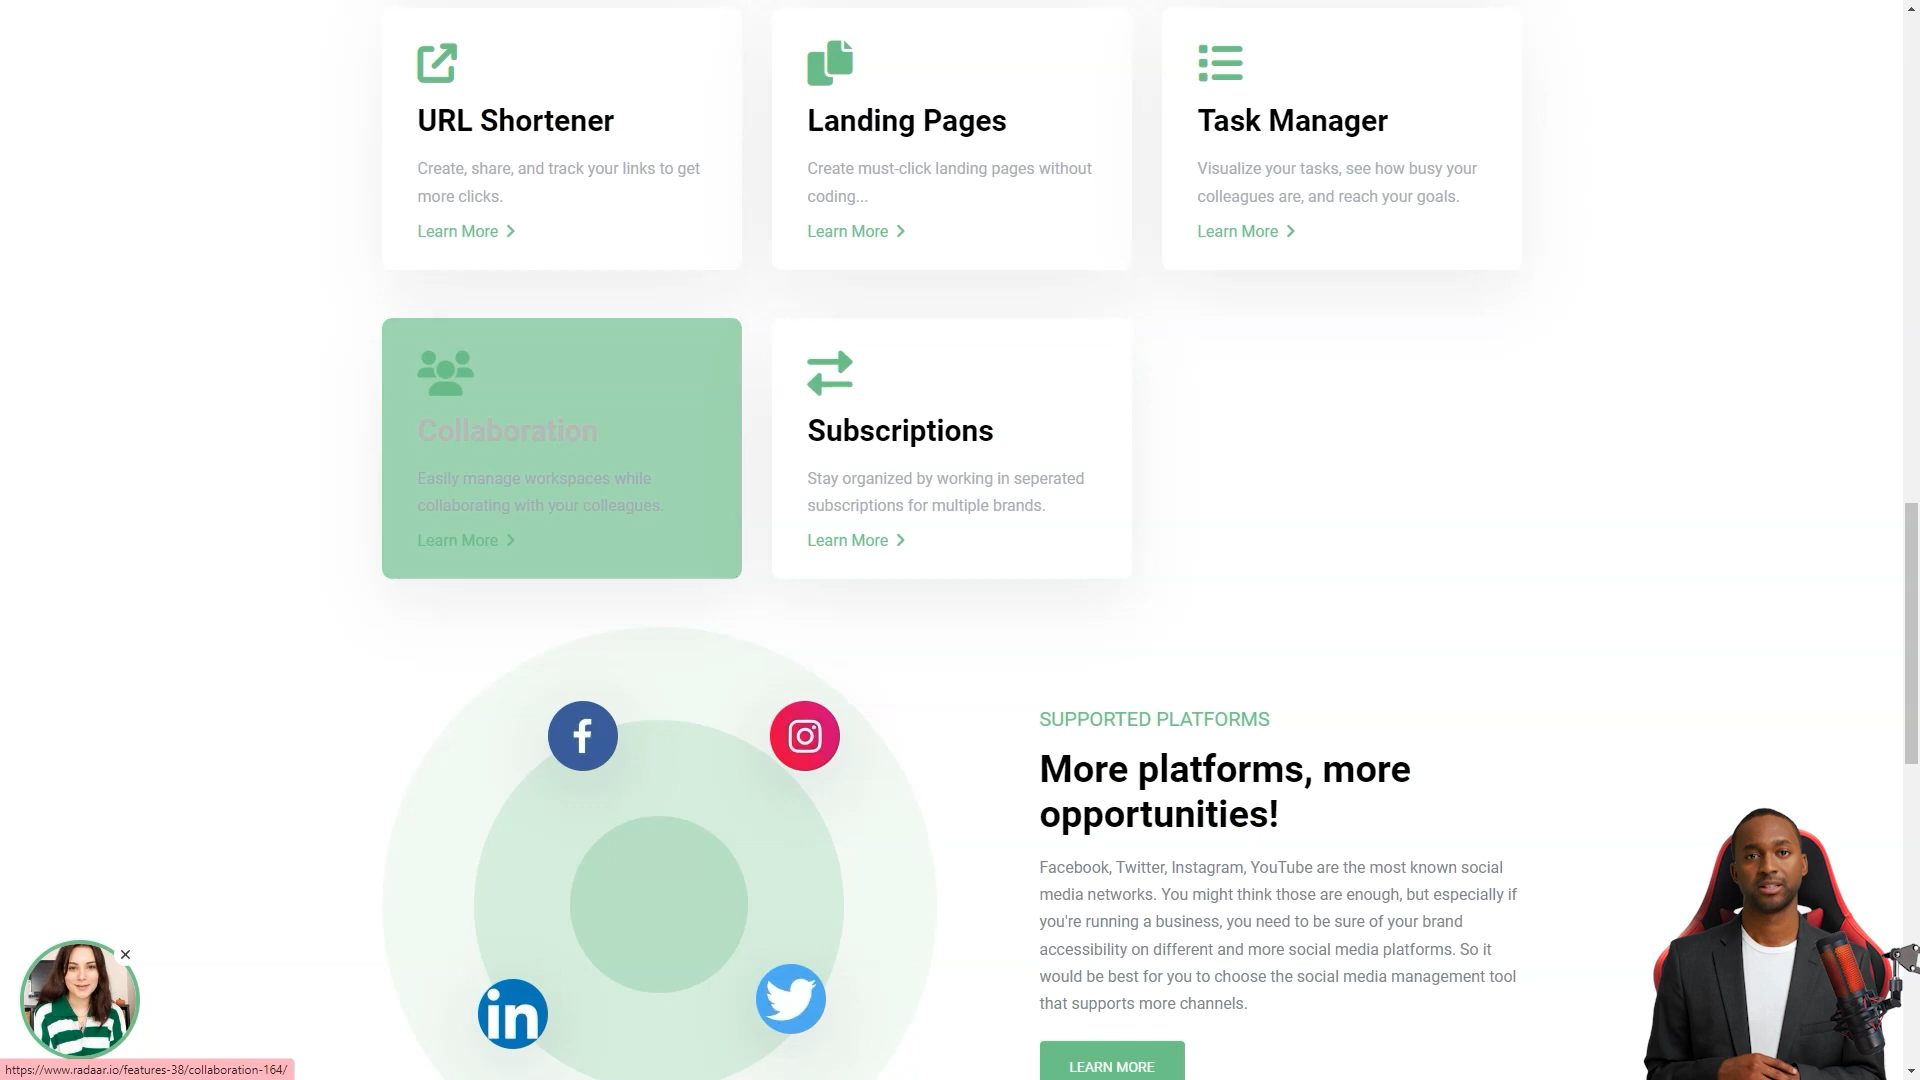 URL Shortener
Create, share, and track your links to get
more clicks.
Learn More
Landing Pages
Create must-click landing pages without
coding...
Learn More
Task Manager
Visualize your tasks, see how busy your
colleagues are, and reach your goals.
Learn More
Collaboration
Easily manage workspaces while
collaborating with your colleagues.
Learn More
Subscriptions
Stay organized by working in seperated
subscriptions for multiple brands.
Learn More
SUPPORTED PLATFORMS
More platforms, more
opportunities!
Facebook, Twitter, Instagram, YouTube are the most known social
media networks. You might think those are enough, but especially if
you're running a business, you need to be sure of your brand
accessibility on different and more social media platforms. So it
would be best for you to choose the social media management tool
that supports more channels.
LEARN MORE
in
https://www.radaar.io/features-38/collaboration-164/